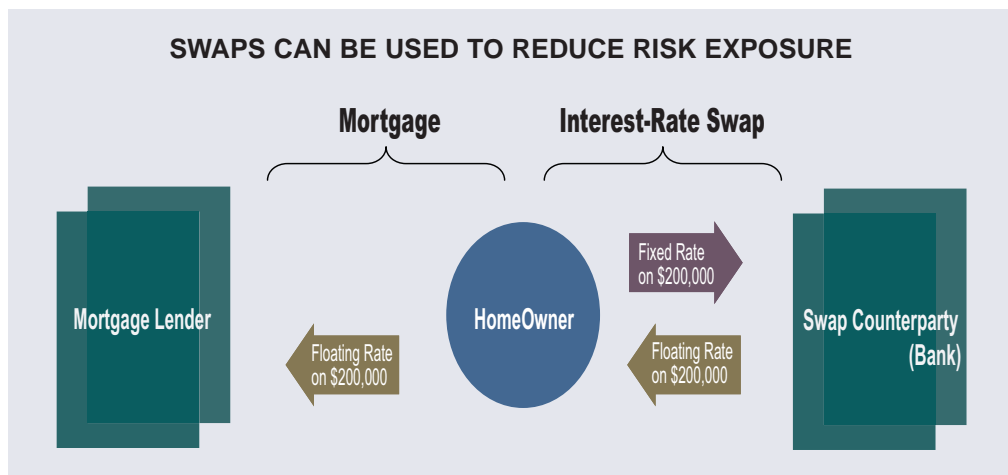 SWAPS CAN BE USED TO REDUCE RISK EXPOSURE
Mortgage
Interest-Rate Swap
Mortgage Lender
Floating Rate
on $200,000
HomeOwner
Fixed Rate
on $200,000
Floating Rate
on $200,000
Swap Counterparty
(Bank)